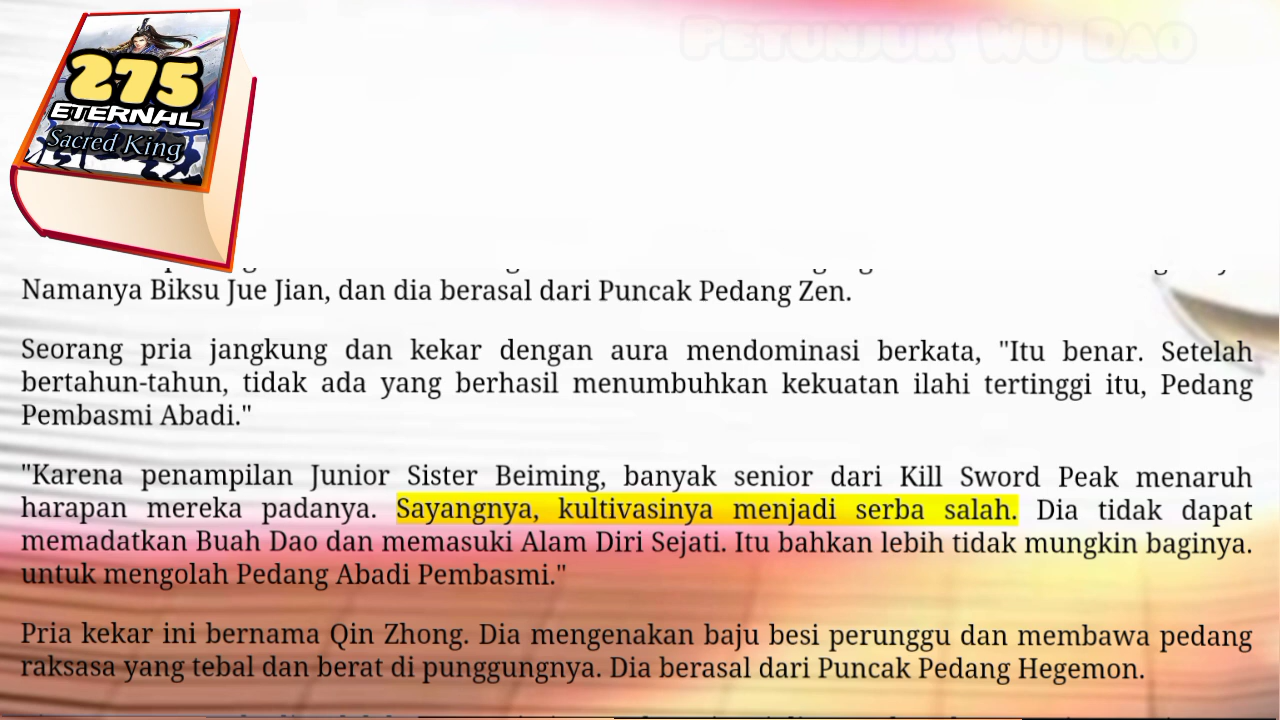 PETUNJUK WU DAO
275
ETERNAL
Sacred King
Namanya Biksu Jue Jian, dan dia berasal dari Puncak Pedang Zen.
Seorang pria jangkung dan kekar dengan aura mendominasi berkata, "Itu benar. Setelah
bertahun-tahun, tidak ada yang berhasil menumbuhkan kekuatan ilahi tertinggi itu, Pedang
Pembasmi Abadi."
"Karena penampilan Junior Sister Beiming, banyak senior dari Kill Sword Peak menaruh
harapan mereka padanya. Sayangnya, kultivasinya menjadi serba salah. Dia tidak dapat
memadatkan Buah Dao dan memasuki Alam Diri Sejati. Itu bahkan lebih tidak mungkin baginya.
untuk mengolah Pedang Abadi Pembasmi."
Pria kekar ini bernama Qin Zhong. Dia mengenakan baju besi perunggu dan membawa pedang
raksasa yang tebal dan berat di punggungnya. Dia berasal dari Puncak Pedang Hegemon.